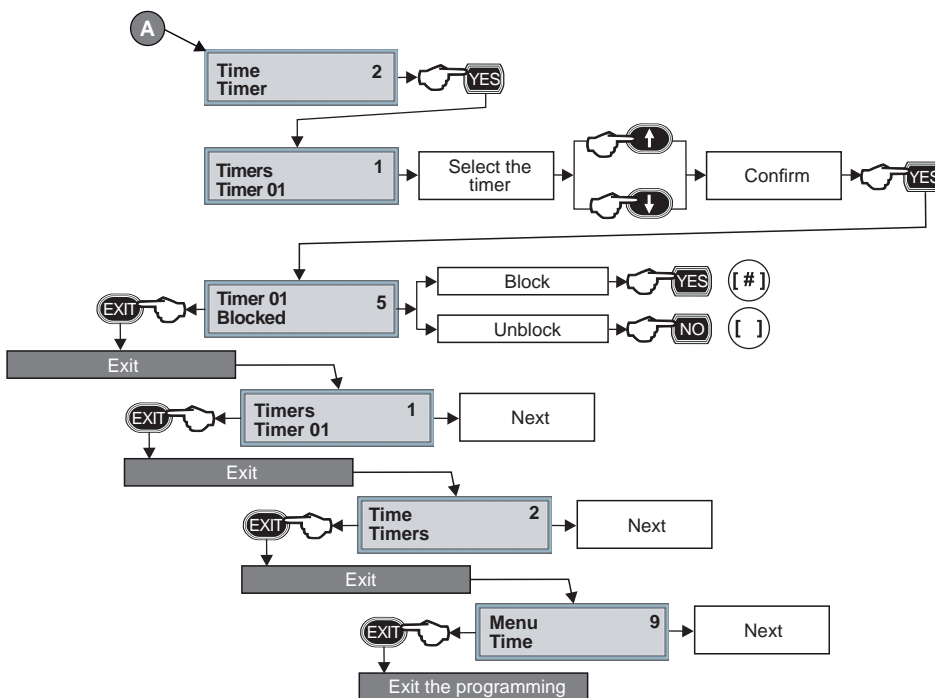 A
Time 2
Timer
YES
Timers 1
Timer 01
Select the
timer
Confirm
YES
Timer 01 5
Blocked
EXIT
Block
YES
[ # ]
Unblock
NO
[ ]
Exit
Timers 1
Timer 01
EXIT
Next
Exit
Time 2
Timers
EXIT
Next
Exit
Menu 9
Time
EXIT
Next
Exit the programming